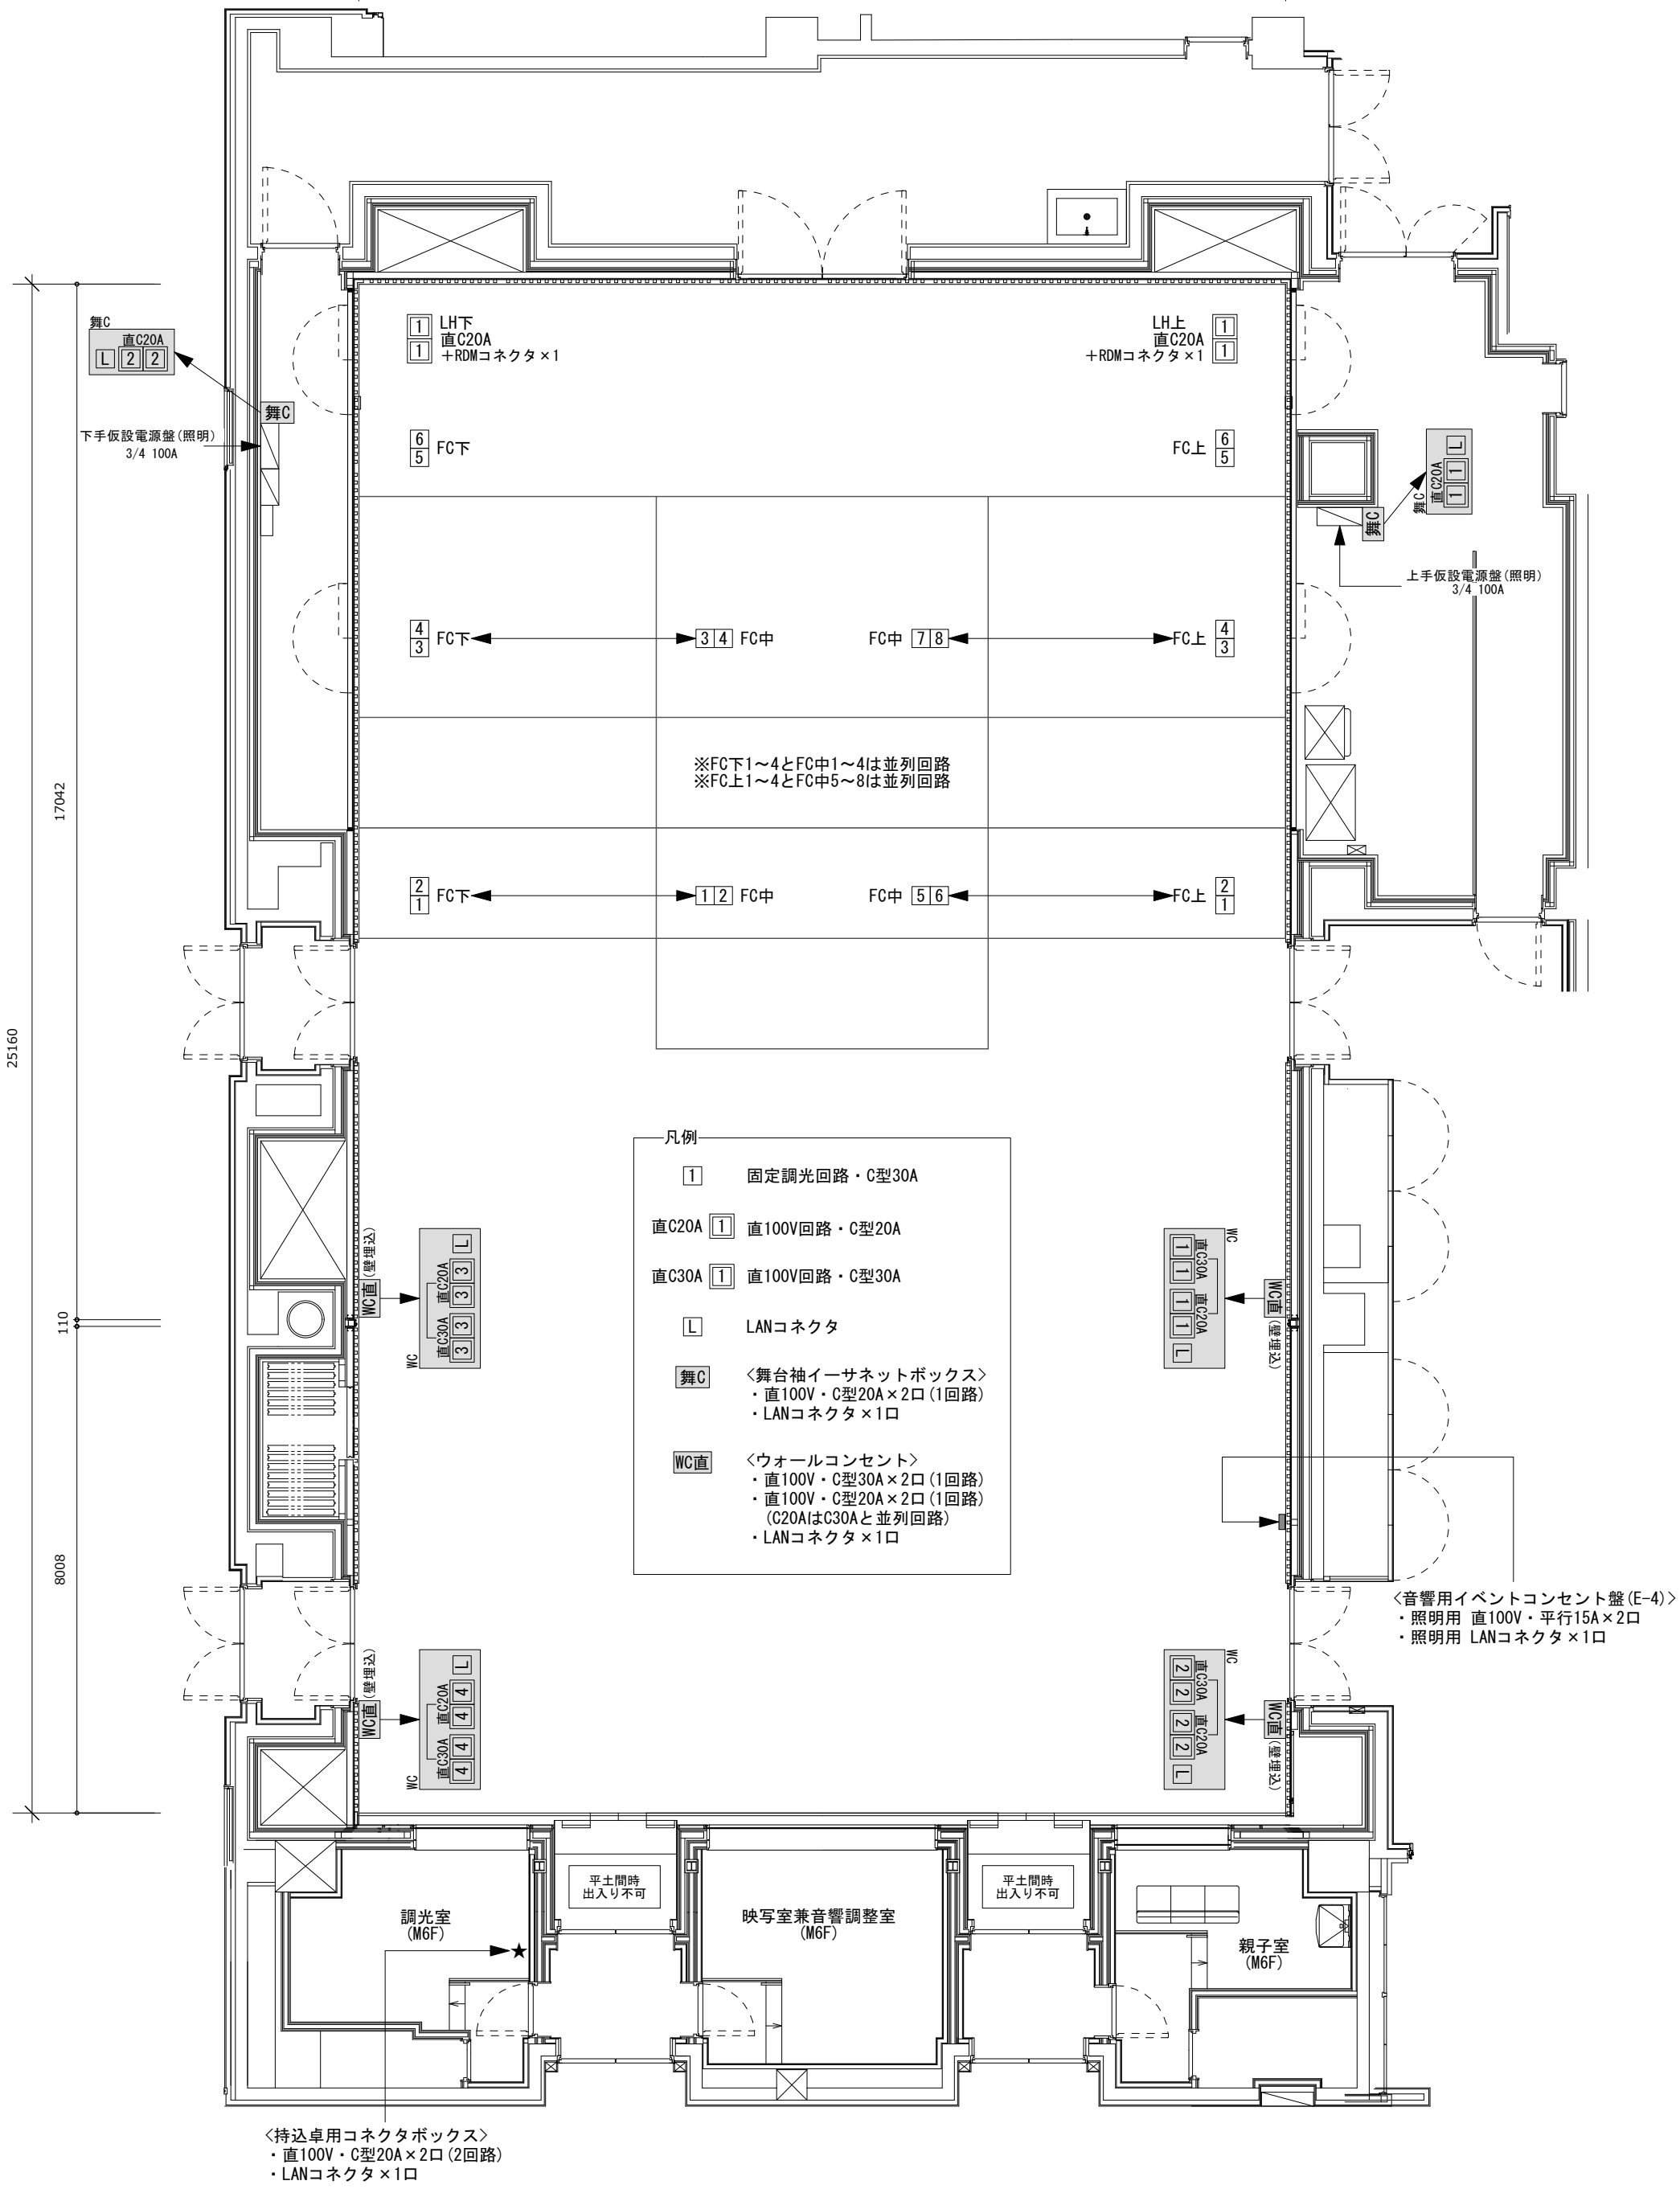 舞C
直C20A
L 2 2
舞C
下手仮設電源盤(照明)
3/4 100A
1
1
LH下
直C20A
+RDMコネクタ×1
LH上
直C20A
+RDMコネクタ×1
1
1
6
5
FC下
FC上
6
5
舞C
直C20A
1 1 L
舞C
上手仮設電源盤(照明)
3/4 100A
4
3
FC下
3 4 FC中
FC中 7 8
FC上
4
3
※FC下1～4とFC中1～4は並列回路
※FC上1～4とFC中5～8は並列回路
2
1
FC下
1 2 FC中
FC中 5 6
FC上
2
1
17042
25160
110
8008
凡例
1 固定調光回路・C型30A
直C20A 1 直100V回路・C型20A
直C30A 1 直100V回路・C型30A
L LANコネクタ
舞C <舞台袖イーサネットボックス>
・直100V・C型20A×2口(1回路)
・LANコネクタ×1口
WC直 <ウォールコンセント>
・直100V・C型30A×2口(1回路)
・直100V・C型20A×2口(1回路)
(C20AはC30Aと並列回路)
・LANコネクタ×1口
WC直 (壁埋込)
WC
直C30A 直C20A
3 3 3 3 L
WC
直C30A 直C20A
1 1 1 1 L
WC直 (壁埋込)
<音響用イベントコンセント盤(E-4)>
・照明用 直100V・平行15A×2口
・照明用 LANコネクタ×1口
WC直 (壁埋込)
WC
直C30A 直C20A
4 4 4 4 L
WC
直C30A 直C20A
2 2 2 2 L
WC直 (壁埋込)
調光室
(M6F)
平土間時
出入り不可
映写室兼音響調整室
(M6F)
平土間時
出入り不可
親子室
(M6F)
★
<持込卓用コネクタボックス>
・直100V・C型20A×2口(2回路)
・LANコネクタ×1口